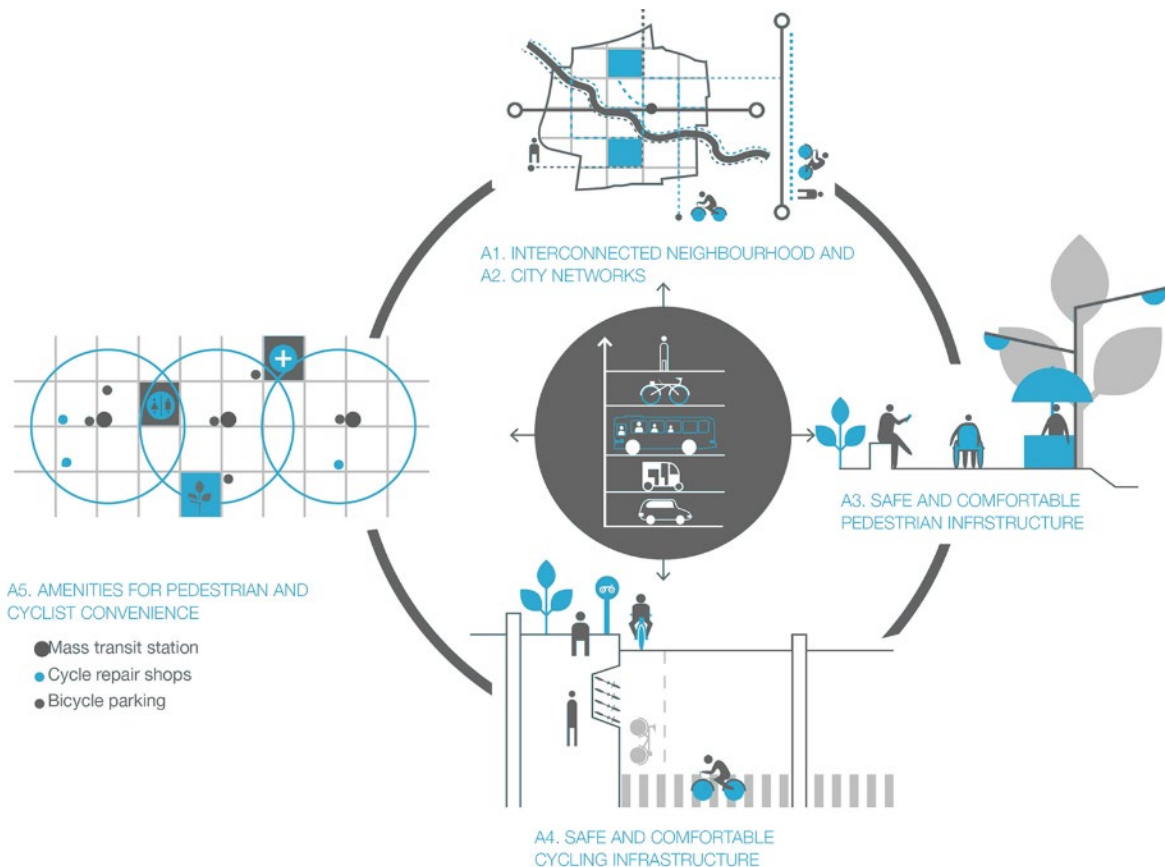 A1. INTERCONNECTED NEIGHBOURHOOD AND
A2. CITY NETWORKS
A3. SAFE AND COMFORTABLE
PEDESTRIAN INFRSTRUCTURE
A5. AMENITIES FOR PEDESTRIAN AND
CYCLIST CONVENIENCE
Mass transit station
Cycle repair shops
Bicycle parking
A4. SAFE AND COMFORTABLE
CYCLING INFRASTRUCTURE